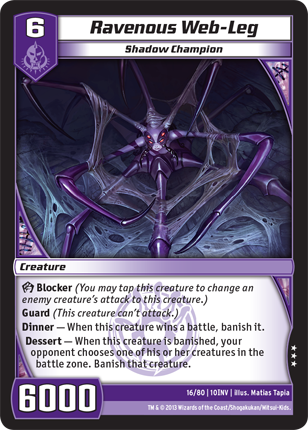 6
Ravenous Web-Leg
Shadow Champion
Creature
Blocker (You may tap this creature to change an
enemy creature's attack to this creature.)
Guard (This creature can't attack.)
Dinner — When this creature wins a battle, banish it.
Dessert — When this creature is banished, your
opponent chooses one of his or her creatures in the
battle zone. Banish that creature.
6000
16/80 | 10INV | illus. Matias Tapia
TM & © 2013 Wizards of the Coast/Shogakukan/Mitsui-Kids.